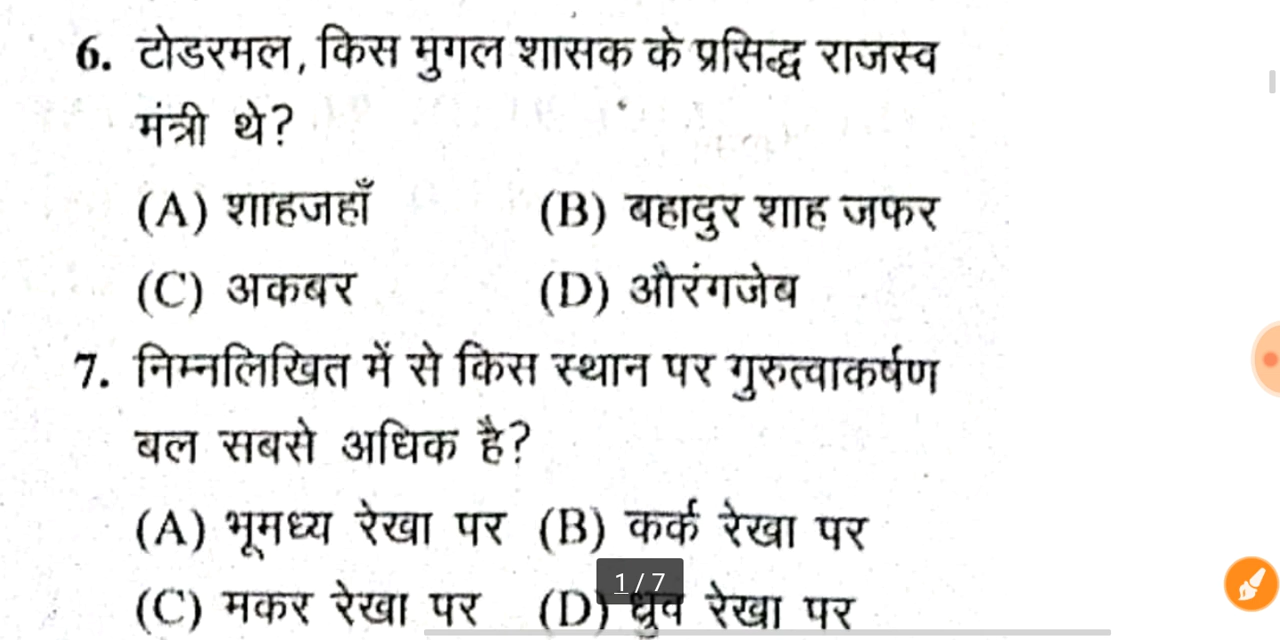 6. टोडरमल, किस मुगल शासक के प्रसिद्ध राजस्व
मंत्री थे?
(A) शाहजहाँ (B) बहादुर शाह जफर
(C) अकबर (D) औरंगजेब
7. निम्नलिखित में से किस स्थान पर गुरुत्वाकर्षण
बल सबसे अधिक है?
(A) भूमध्य रेखा पर (B) कर्क रेखा पर
1 / 7
(C) मकर रेखा पर (D) ध्रुव रेखा पर